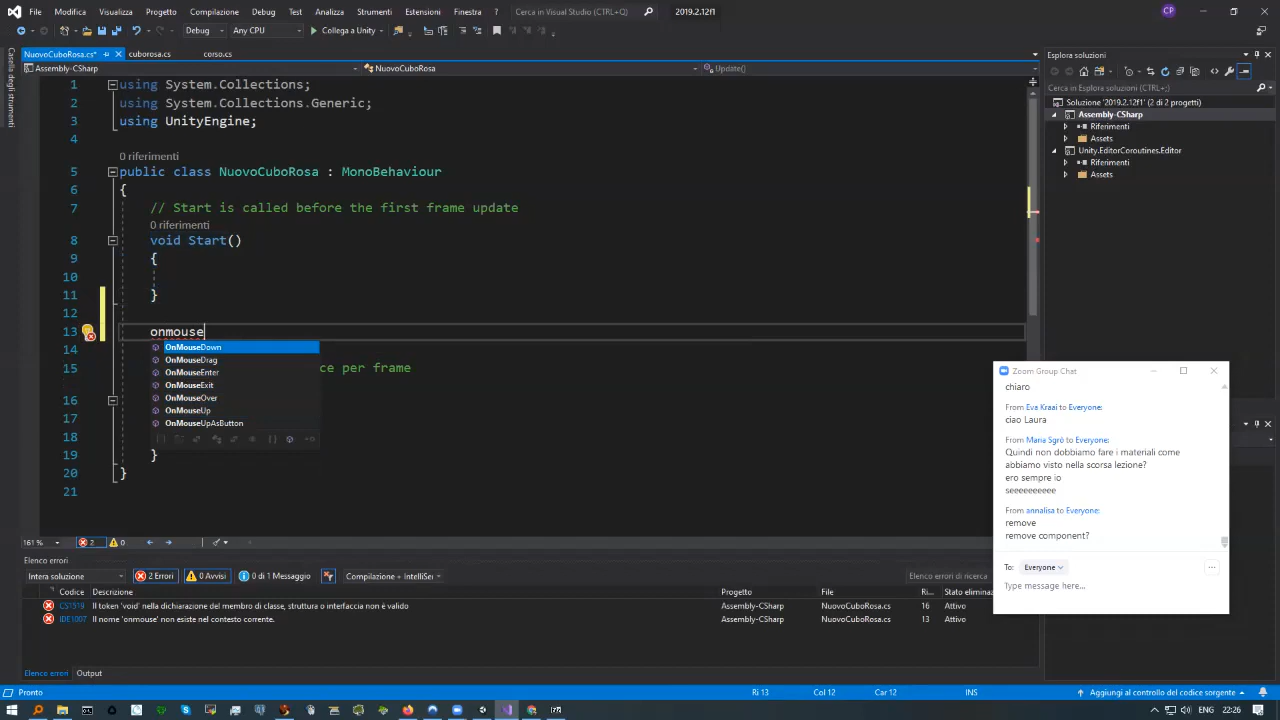 File Modifica Visualizza Progetto Compilazione Debug Test Analizza Strumenti Behaviour Estensioni Finestra ? Cerca in Visual Studio (CTRL+Q) 2019.2.12f1 CP
Debug Any CPU Collega a Unity
NuovoCuboRosa.cs* cuborosa.cs corso.cs
Assembly-CSharp NuovoCuboRosa Update()
Casella degli strumenti
1 using System.Collections;
2 using System.Collections.Generic;
3 using UnityEngine;
4
0 riferimenti
5 public class NuovoCuboRosa : MonoBehaviour
6 {
7 // Start is called before the first frame update
0 riferimenti
8 void Start()
9 {
10
11 }
12
13 onmouse
14
15 ce per frame
16
17
18
19 }
20 }
21
OnMouseDown
OnMouseDrag
OnMouseEnter
OnMouseExit
OnMouseOver
OnMouseUp
OnMouseUpAsButton
161 % 2 0
Elenco errori
Intera soluzione 2 Errori 0 Avvisi 0 di 1 Messaggio Compilazione + IntelliSe Elenco errori di ricerca
Codice Descrizione Progetto File Ri... Stato eliminaz
CS1519 Il token 'void' nella dichiarazione del membro di classe, struttura o interfaccia non è valido Assembly-CSharp NuovoCuboRosa.cs 16 Attivo
IDE1007 Il nome 'onmouse' non esiste nel contesto corrente. Assembly-CSharp NuovoCuboRosa.cs 13 Attivo
Elenco errori Output
Pronto Ri 13 Col 12 Car 12 INS Aggiungi al controllo del codice sorgente
22:26
Esplora soluzioni
Cerca in Esplora soluzioni (CTRL+;)
Soluzione '2019.2.12f1' (2 di 2 progetti)
Assembly-CSharp
Riferimenti
Assets
Unity.EditorCoroutines.Editor
Riferimenti
Assets
Zoom Group Chat
chiaro
From Eva Kraai to Everyone:
ciao Laura
From Maria Sgrò to Everyone:
Quindi non dobbiamo fare i materiali come
abbiamo visto nella scorsa lezione?
ero sempre io
seeeeeeeeee
From annalisa to Everyone:
remove
remove component?
To: Everyone
Type message here...